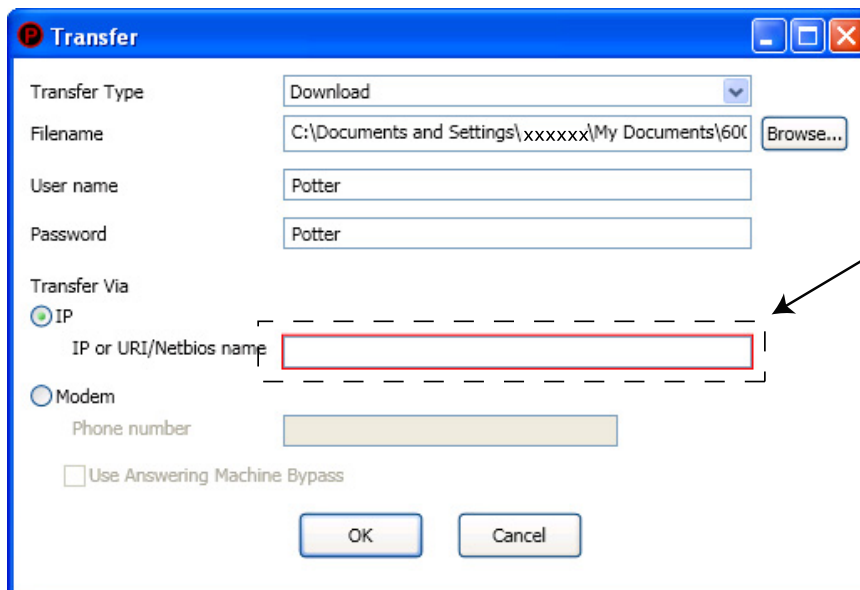 P Transfer
Transfer Type Download
Filename C:\Documents and Settings\xxxxxx\My Documents\60 Browse...
User name Potter
Password Potter
Transfer Via
IP
IP or URI/Netbios name
Modem
Phone number
Use Answering Machine Bypass
OK Cancel